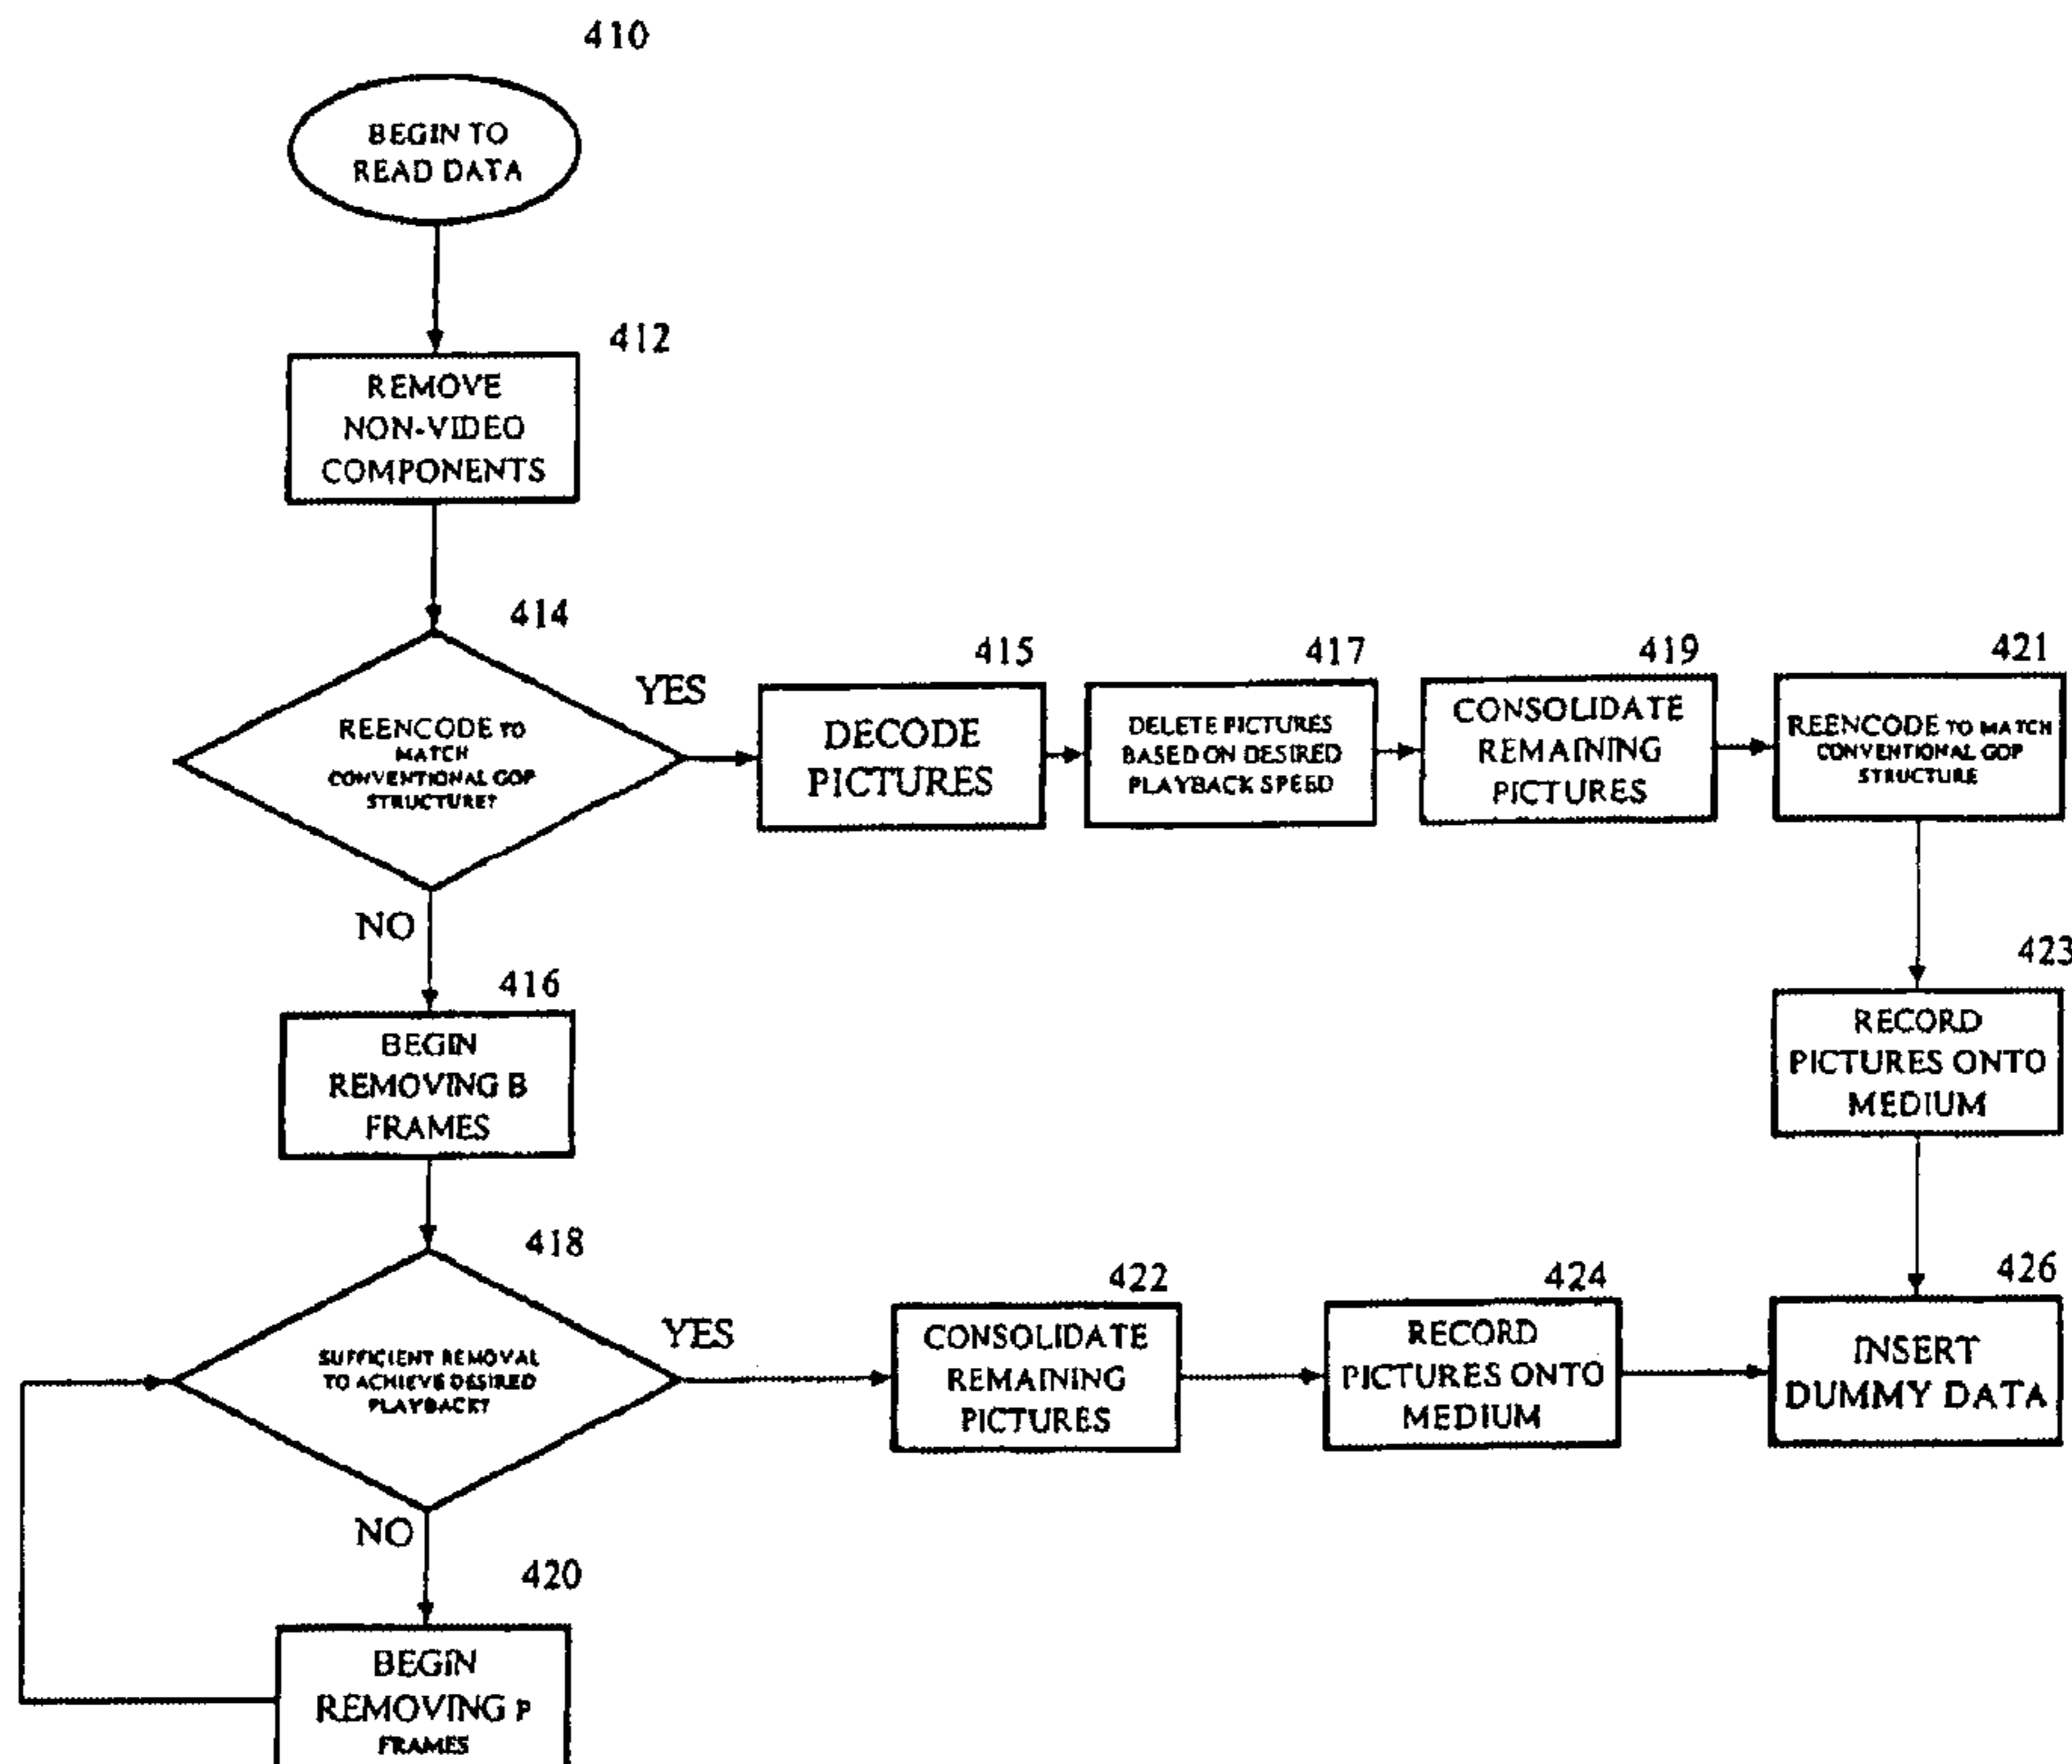 410
BEGIN TO
READ DATA
412
REMOVE
NON-VIDEO
COMPONENTS
414
REENCODE TO
MATCH
CONVENTIONAL GOP
STRUCTURE?
YES
415
DECODE
PICTURES
417
DELETE PICTURES
BASED ON DESIRED
PLAYBACK SPEED
419
CONSOLIDATE
REMAINING
PICTURES
421
REENCODE TO MATCH
CONVENTIONAL GOP
STRUCTURE
NO
423
RECORD
PICTURES ONTO
MEDIUM
416
BEGIN
REMOVING B
FRAMES
418
SUFFICIENT REMOVAL
TO ACHIEVE DESIRED
PLAYBACK?
YES
422
CONSOLIDATE
REMAINING
PICTURES
424
RECORD
PICTURES ONTO
MEDIUM
426
INSERT
DUMMY DATA
NO
420
BEGIN
REMOVING P
FRAMES